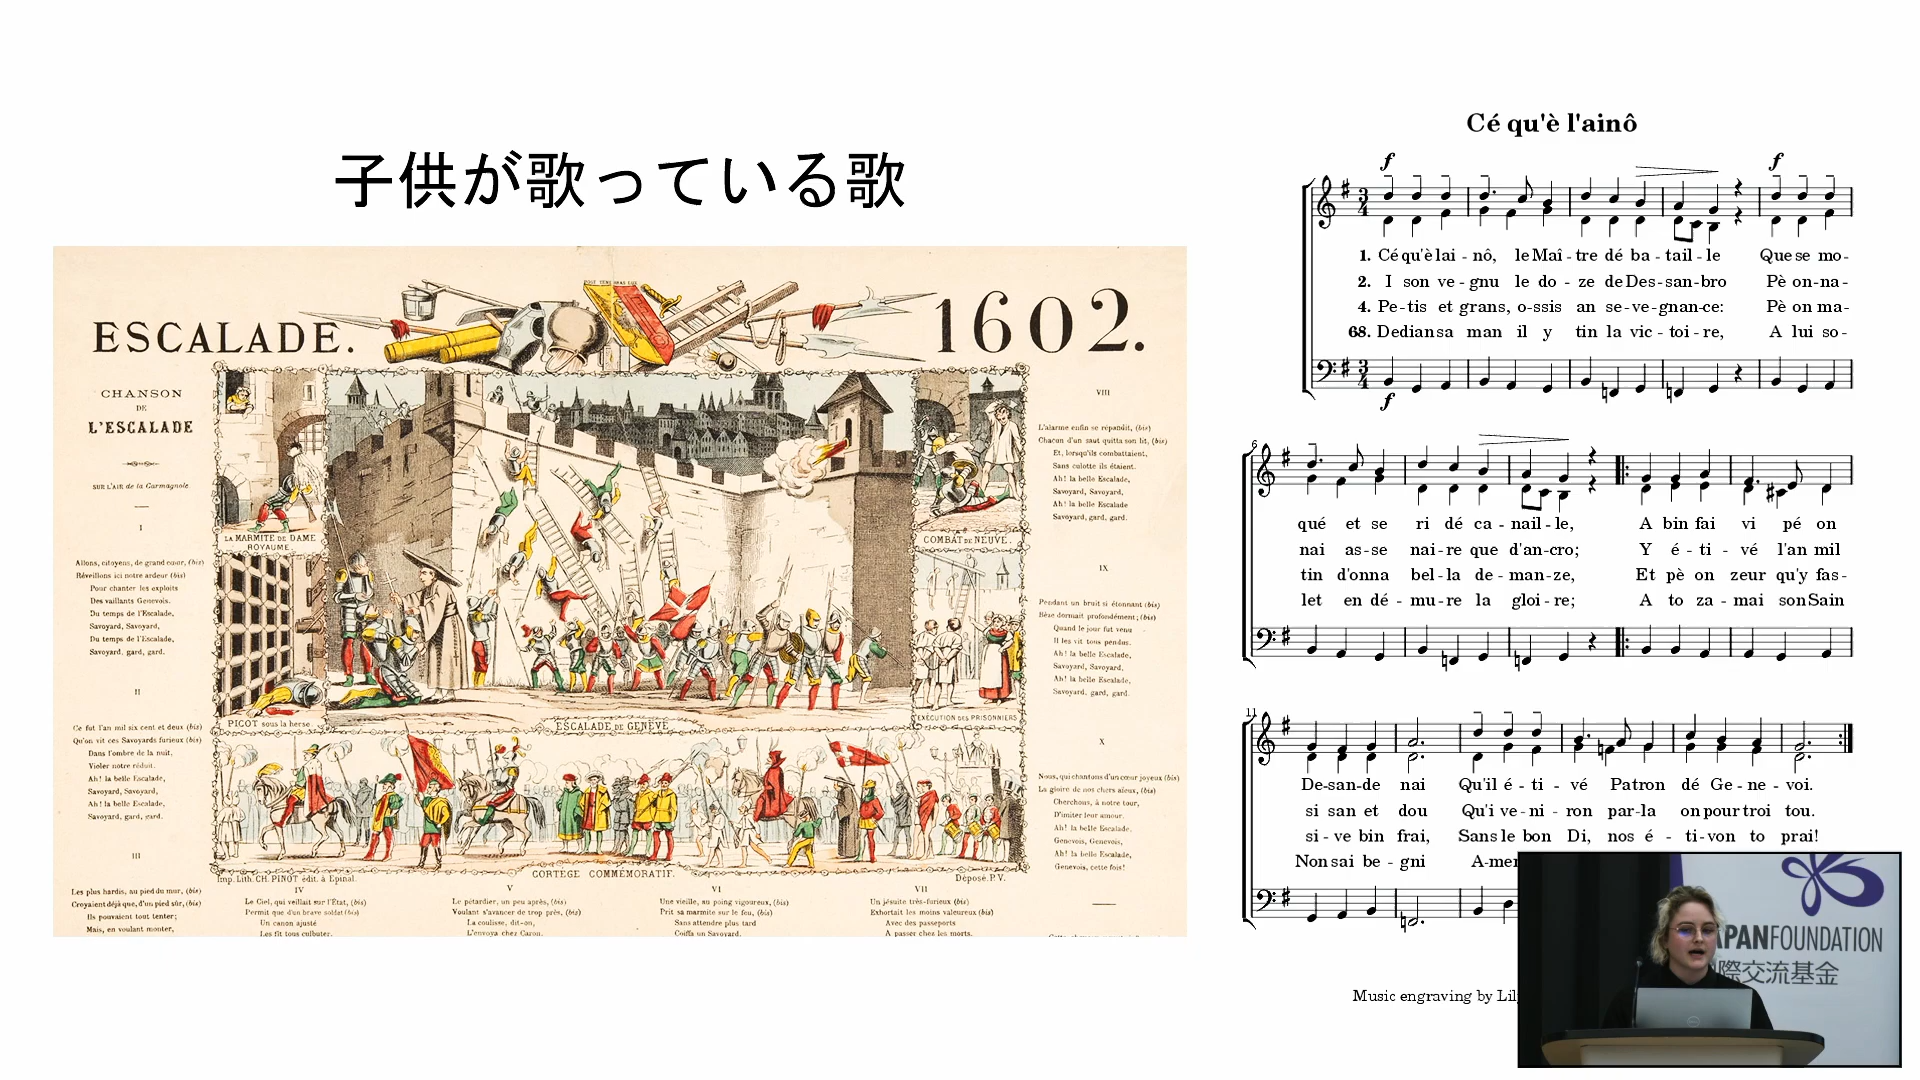 子供が歌っている歌
ESCALADE.
1602.
CHANSON
DE
L'ESCALADE
SUR L'AIR de la Carmagnole.
I
Allons, citoyens, de grand cœur, (bis)
Réveillons ici notre ardeur (bis)
Pour chanter les exploits
Des vaillants Genevois.
Du temps de l'Escalade,
Savoyard, Savoyard,
Du temps de l'Escalade,
Savoyard, gard, gard.
II
Ce fut l'an mil six cent et deux (bis)
Qu'on vit ces Savoyards furieux (bis)
Dans l'ombre de la nuit,
Violer notre réduit.
Ah! la belle Escalade,
Savoyard, Savoyard,
Ah! la belle Escalade,
Savoyard, gard, gard.
III
Les plus hardis, au pied du mur, (bis)
Croyaient déjà que, d'un pied sûr, (bis)
Ils pouvaient tout tenter;
Mais, en voulant monter,
LA MARMITE DE DAME
ROYAUME.
PICOT sous la herse.
ESCALADE DE GENÈVE
COMBAT DE NEUVE.
EXÉCUTION DES PRISONNIERS
CORTÈGE COMMÉMORATIF.
Imp. Lith. CH. PINOT édit. à Epinal.
Déposé. P.V.
IV
Le Ciel, qui veillait sur l'État, (bis)
Permit que d'un brave soldat (bis)
Un canon ajusté
Les fit tous culbuter.
V
Le pétardier, un peu après, (bis)
Voulant s'avancer de trop près, (bis)
La coulisse, dit-on,
L'envoya chez Caron.
VI
Une vieille, au poing vigoureux, (bis)
Prit sa marmite sur le feu, (bis)
Sans attendre plus tard
Coiffa un Savoyard.
VII
Un jésuite très-furieux (bis)
Exhortait les moins valeureux (bis)
Avec des passeports
A passer chez les morts.
VIII
L'alarme enfin se répandit, (bis)
Chacun d'un saut quitta son lit, (bis)
Et, lorsqu'ils combattaient,
Sans culotte ils étaient.
Ah! la belle Escalade,
Savoyard, Savoyard,
Ah! la belle Escalade
Savoyard, gard, gard.
IX
Pendant un bruit si étonnant (bis)
Bèze dormait profondément; (bis)
Quand le jour fut venu
Il les vit tous pendus.
Ah! la belle Escalade,
Savoyard, Savoyard,
Ah! la belle Escalade,
Savoyard, gard, gard.
X
Nous, qui chantons d'un cœur joyeux (bis)
La gloire de nos chers aïeux, (bis)
Cherchons, à notre tour,
D'imiter leur amour.
Ah! la belle Escalade,
Genevois, Genevois,
Ah! la belle Escalade,
Genevois, cette fois!
Cé qu'è l'ainô
1. Cé qu'è lai - nô, le Maî - tre dé ba - tail - le Que se mo -
2. I son ve - gnu le do - ze de Des - san - bro Pè on - na -
4. Pe - tis et grans, o - ssis an se - ve - gnan - ce: Pè on ma -
68. Dedian sa man il y tin la vic - toi - re, A lui so -
6
qué et se ri dé ca - nail - le, A bin fai vi pé on
nai as - se nai - re que d'an - cro; Y é - ti - vé l'an mil
tin d'onna bel - la de - man - ze, Et pè on zeur qu'y fas -
let en dé - mu - re la gloi - re; A to za - mai son Sain
11
De - san - de nai Qu'il é - ti - vé Patron dé Ge - ne - voi.
si san et dou Qu'i ve - ni - ron par - la on pour troi tou.
si - ve bin frai, Sans le bon Di, nos é - ti - von to prai!
Non sai be - gni A-men
Music engraving by Lil
APANFOUNDATION
際交流基金